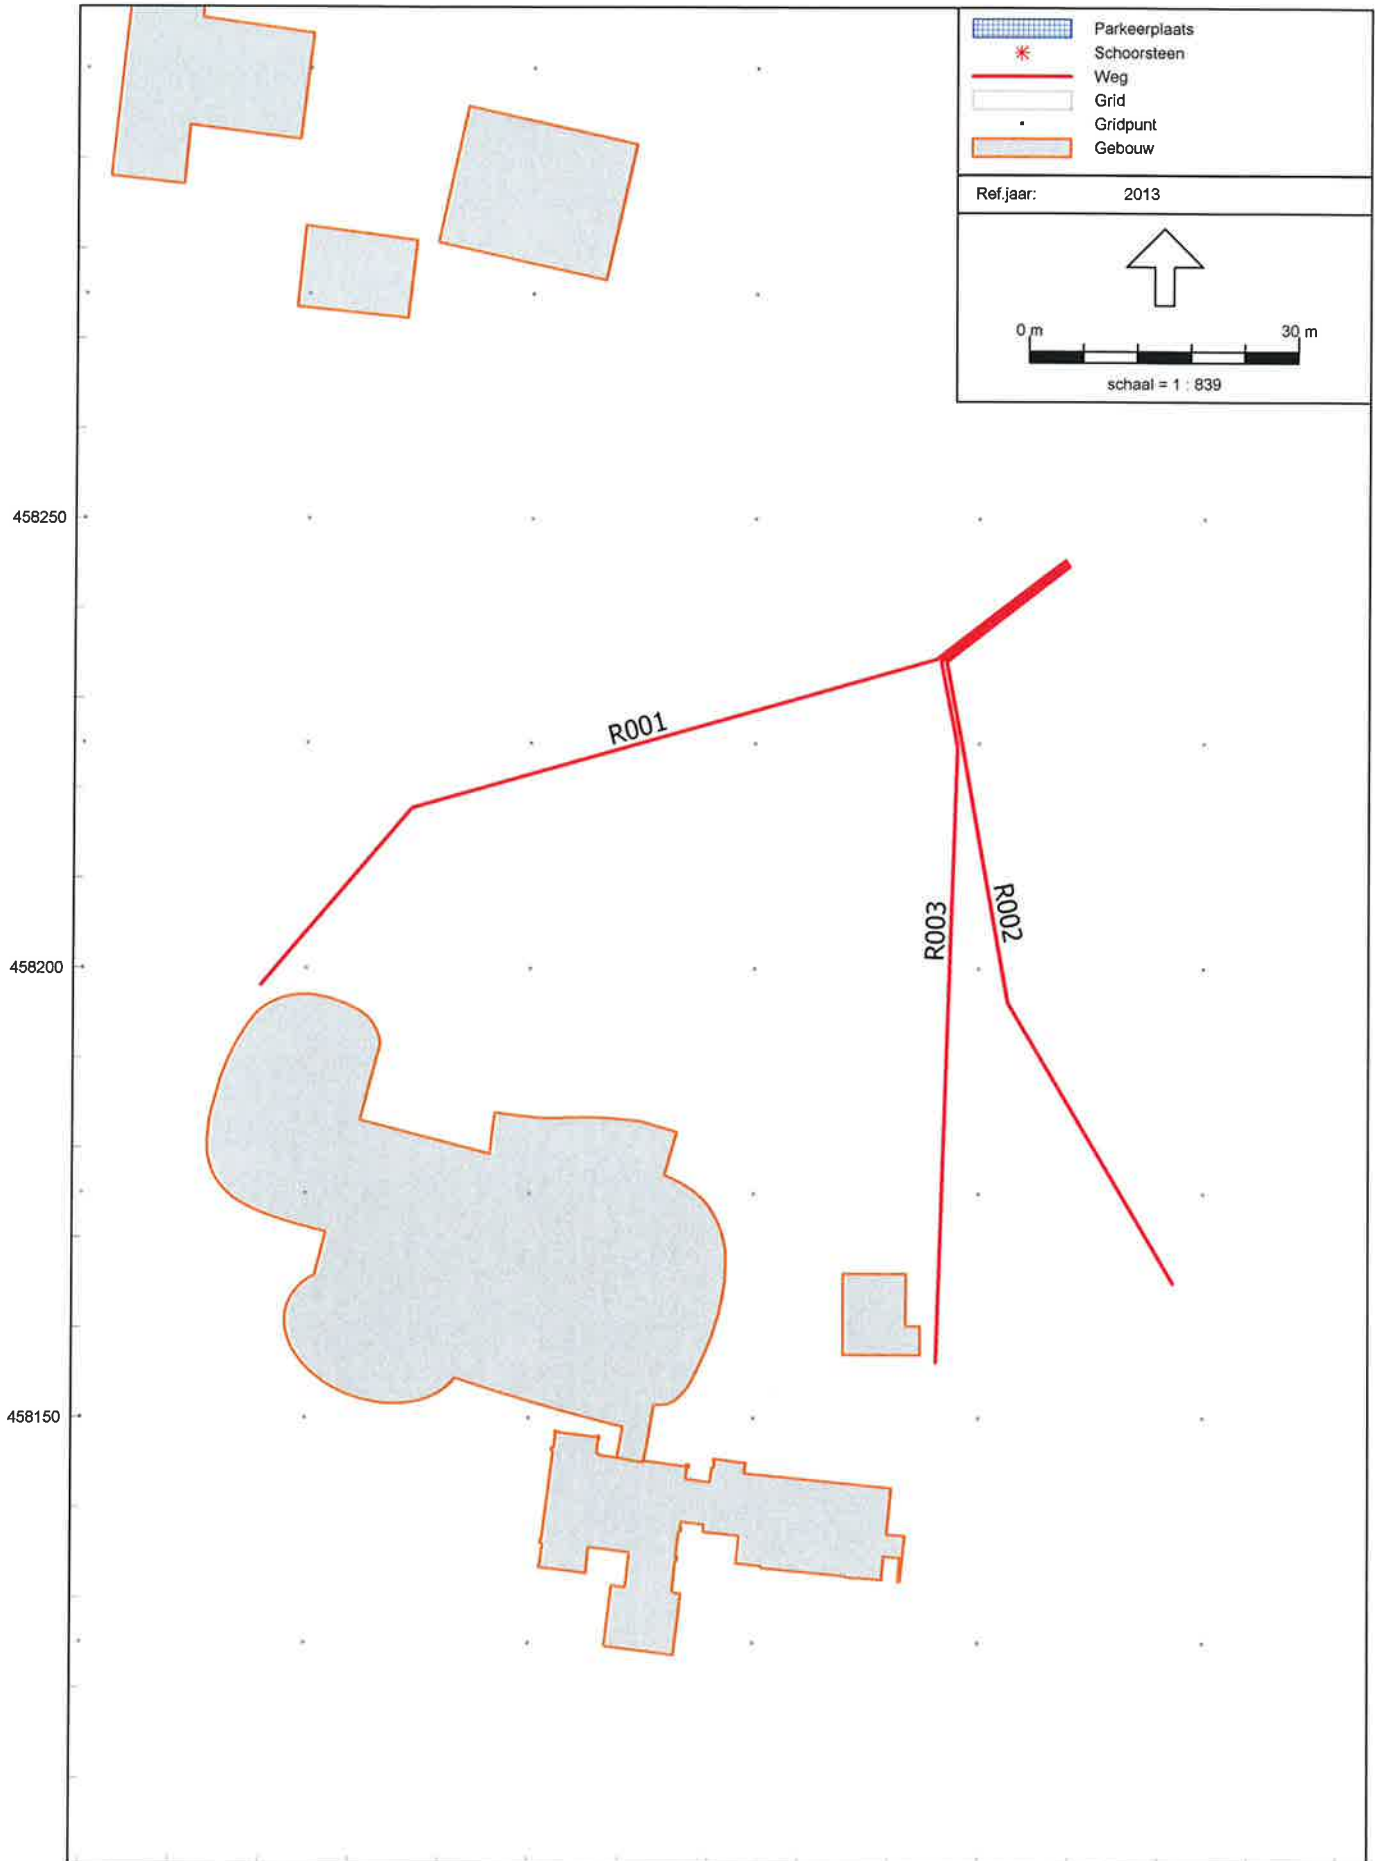 Parkeerplaats
Schoorsteen
Weg
Grid
Gridpunt
Gebouw
Ref.jaar: 2013
0 m 30 m
schaal = 1 : 839
458250
R001
R002
R003
458200
458150